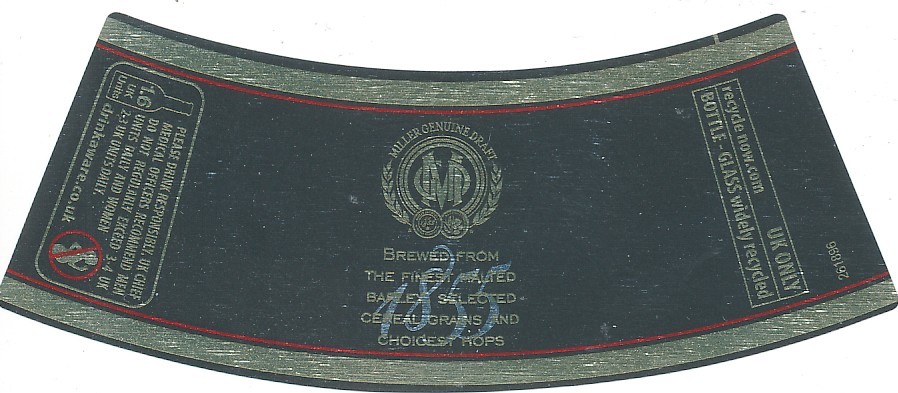 1.6
UK
Units
PLEASE DRINK RESPONSIBLY. UK CHIEF
MEDICAL OFFICERS RECOMMEND MEN
DO NOT REGULARLY EXCEED 3-4 UK
UNITS DAILY AND WOMEN
2-3 UK UNITS DAILY
drinkaware.co.uk
MILLER GENUINE DRAFT
MGD
BREWED FROM
THE FINEST MALTED
BARLEY, SELECTED
CEREAL GRAINS AND
CHOICEST HOPS
1855
recycle now.com
UK ONLY
BOTTLE - GLASS widely recycled
261896